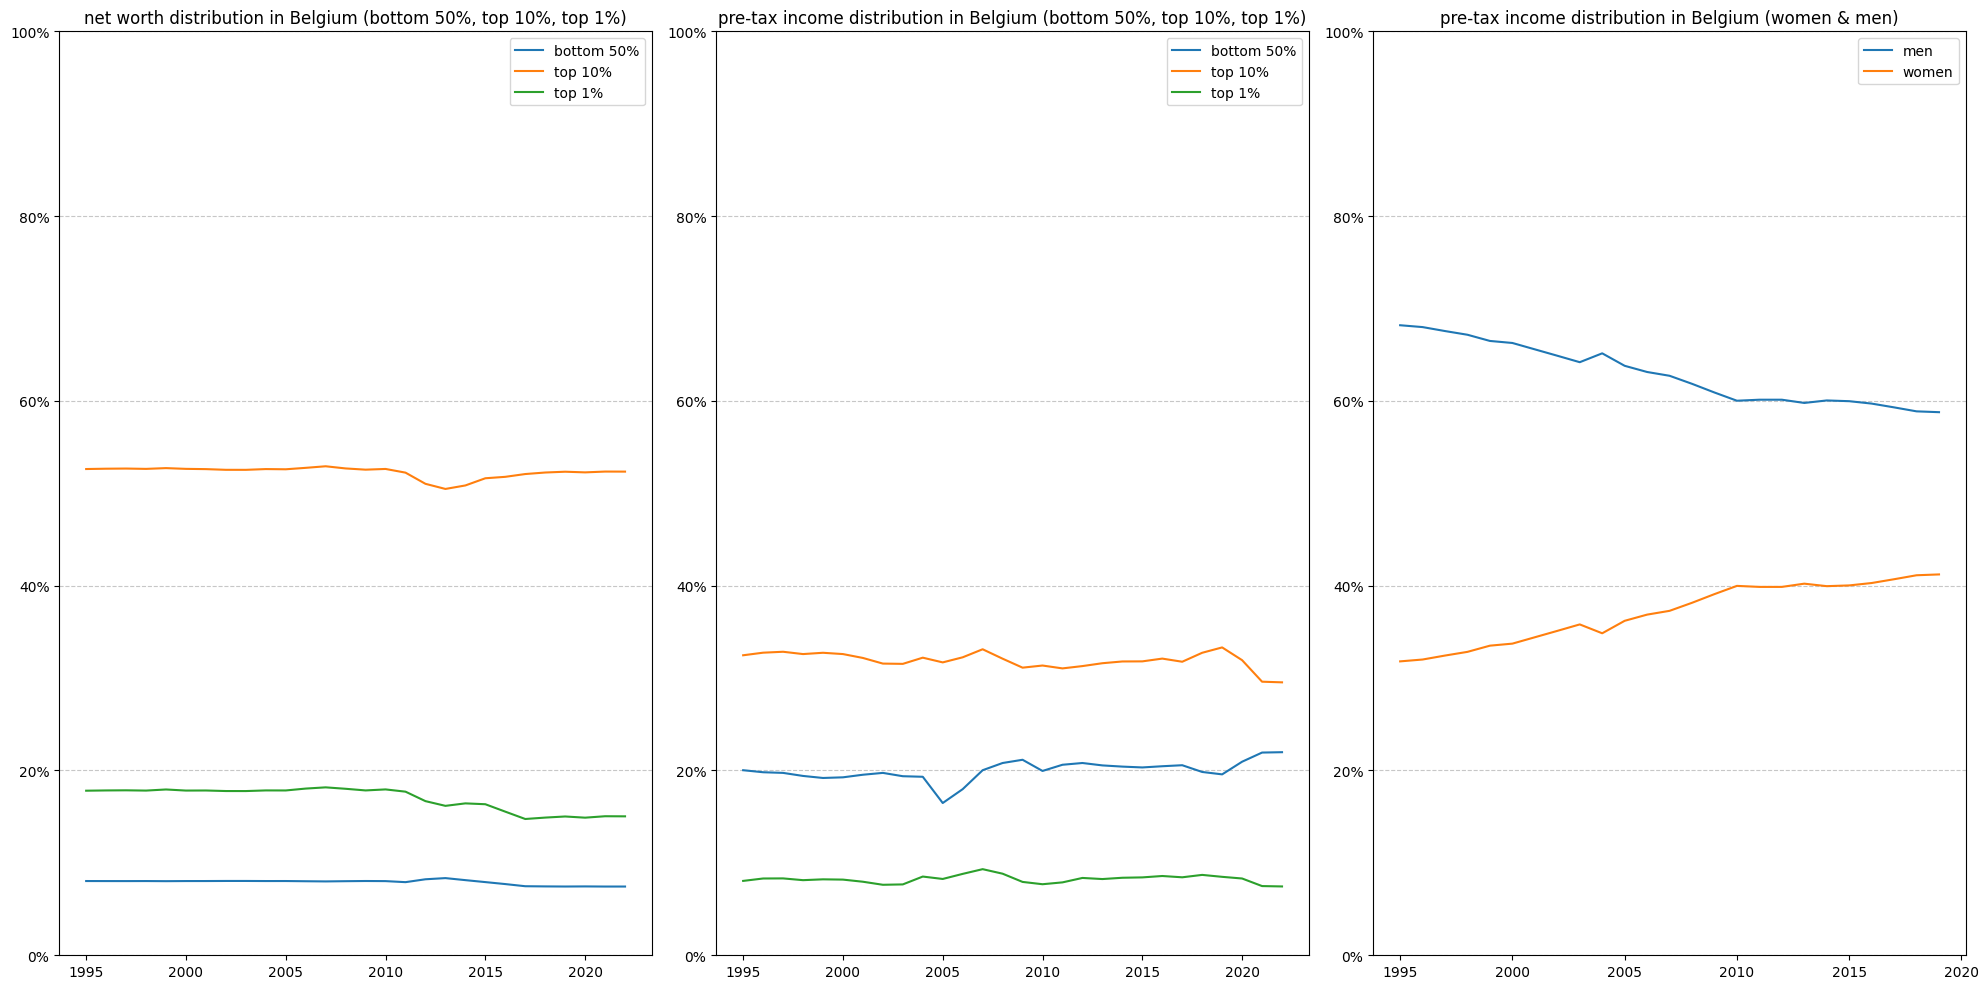 net worth distribution in Belgium (bottom 50%, top 10%, top 1%)
100%
80%
60%
40%
20%
0%
1995 2000 2005 2010 2015 2020
bottom 50%
top 10%
top 1%
pre-tax income distribution in Belgium (bottom 50%, top 10%, top 1%)
100%
80%
60%
40%
20%
0%
1995 2000 2005 2010 2015 2020
bottom 50%
top 10%
top 1%
pre-tax income distribution in Belgium (women & men)
100%
80%
60%
40%
20%
0%
1995 2000 2005 2010 2015 2020
men
women